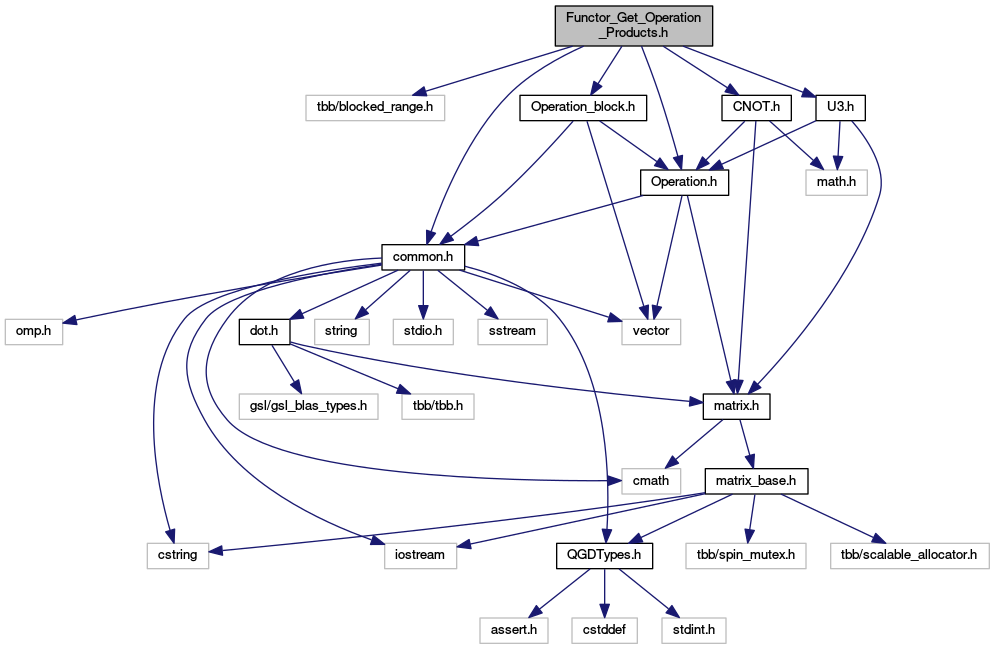 Functor_Get_Operation
_Products.h
tbb/blocked_range.h
Operation_block.h
CNOT.h
U3.h
Operation.h
math.h
common.h
omp.h
dot.h
string
stdio.h
sstream
vector
gsl/gsl_blas_types.h
tbb/tbb.h
matrix.h
cmath
matrix_base.h
cstring
iostream
QGDTypes.h
tbb/spin_mutex.h
tbb/scalable_allocator.h
assert.h
cstddef
stdint.h